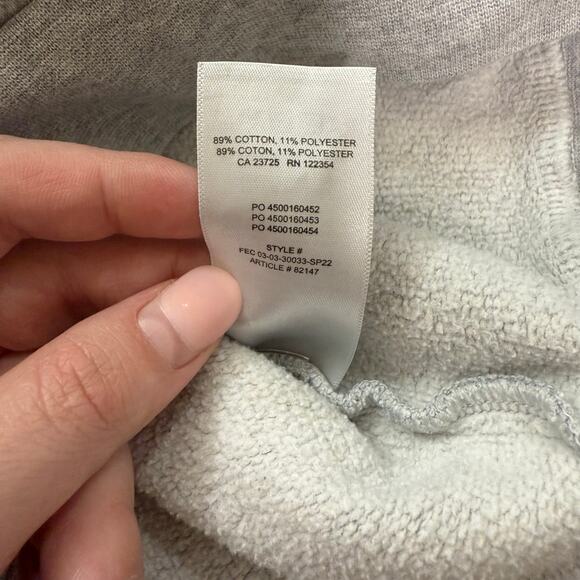 89% COTTON, 11% POLYESTER
89% COTON, 11% POLYESTER
CA 23725 RN 122354
PO 4500160452
PO 4500160453
PO 4500160454
STYLE #
FEC 03-03-30033-SP22
ARTICLE # 82147